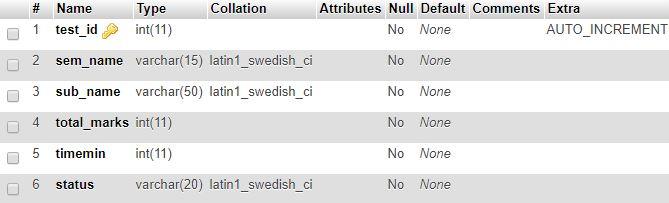 # Name Type Collation Attributes Null Default Comments Extra
1 test_id int(11) No None AUTO_INCREMENT
2 sem_name varchar(15) latin1_swedish_ci No None
3 sub_name varchar(50) latin1_swedish_ci No None
4 total_marks int(11) No None
5 timemin int(11) No None
6 status varchar(20) latin1_swedish_ci No None